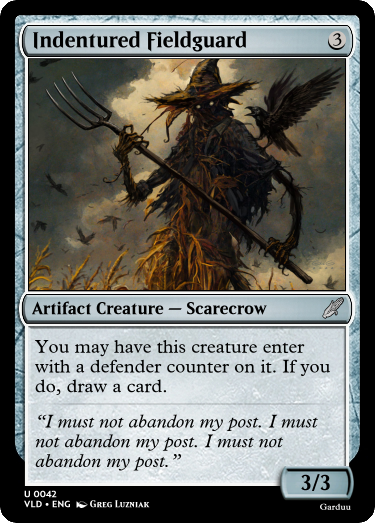 Indentured Fieldguard 3
Artifact Creature — Scarecrow
You may have this creature enter
with a defender counter on it. If you
do, draw a card.
“I must not abandon my post. I must
not abandon my post. I must not
abandon my post.”
3/3
U 0042
VLD • ENG Greg Luzniak
Garduu